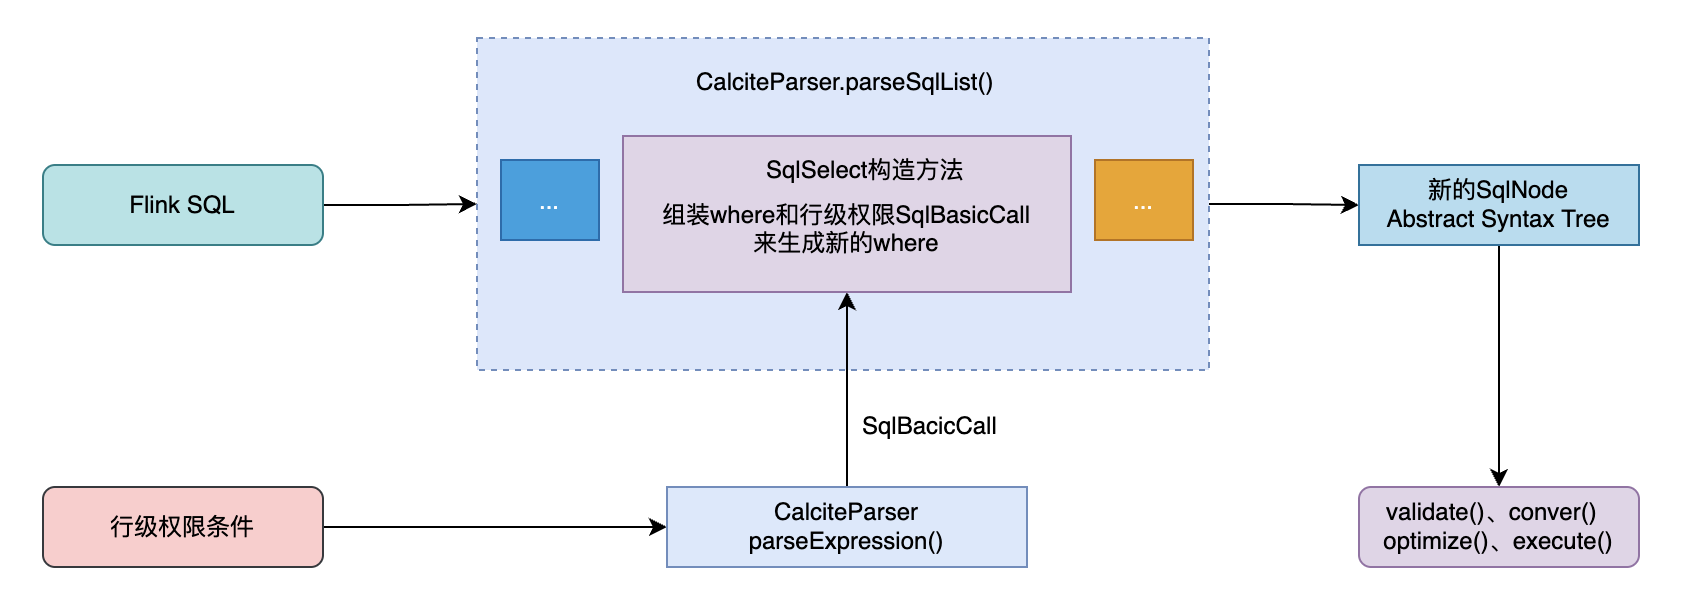 CalciteParser.parseSqlList()
Flink SQL
...
SqlSelect构造方法
组装where和行级权限SqlBasicCall
来生成新的where
...
新的SqlNode
Abstract Syntax Tree
SqlBacicCall
行级权限条件
CalciteParser
parseExpression()
validate()、conver()
optimize()、execute()